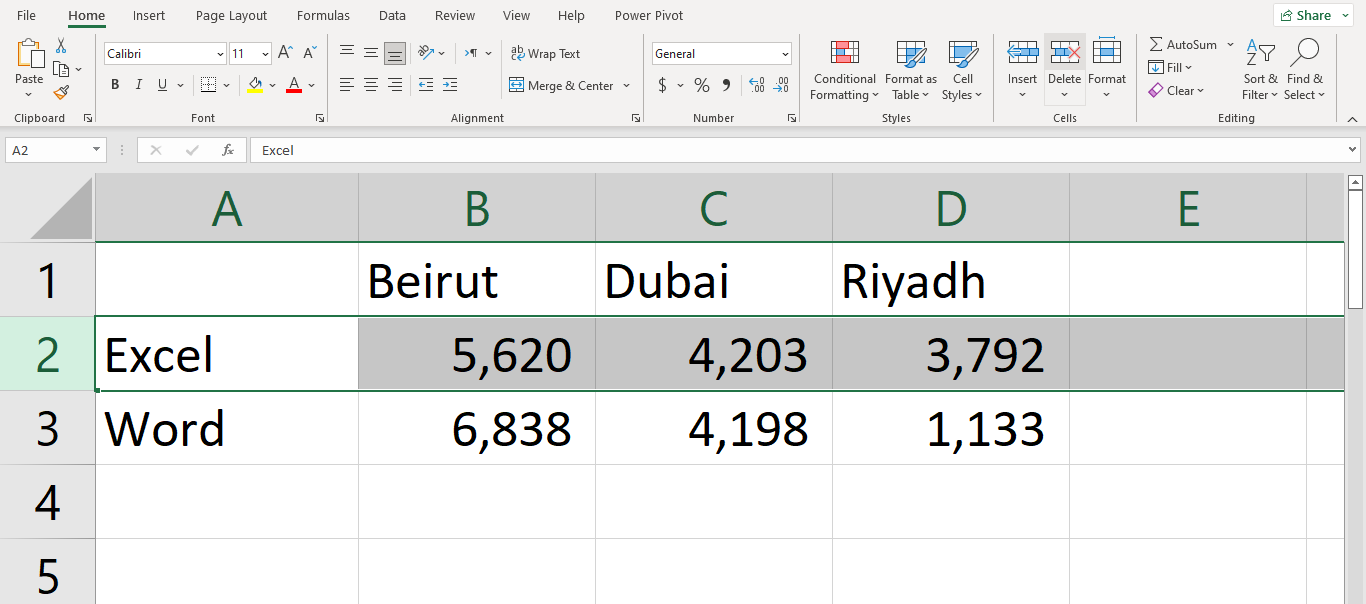 File Home Insert Page Layout Formulas Data Review View Help Power Pivot Share
Calibri 11 Wrap Text General AutoSum
Paste Conditional Formatting Format as Table Cell Styles Insert Delete Format Fill Sort & Filter Find & Select
B I U Merge & Center $ % Clear
Clipboard Font Alignment Number Styles Cells Editing
A2 fx Excel
A B C D E
1 Beirut Dubai Riyadh
2 Excel 5,620 4,203 3,792
3 Word 6,838 4,198 1,133
4
5